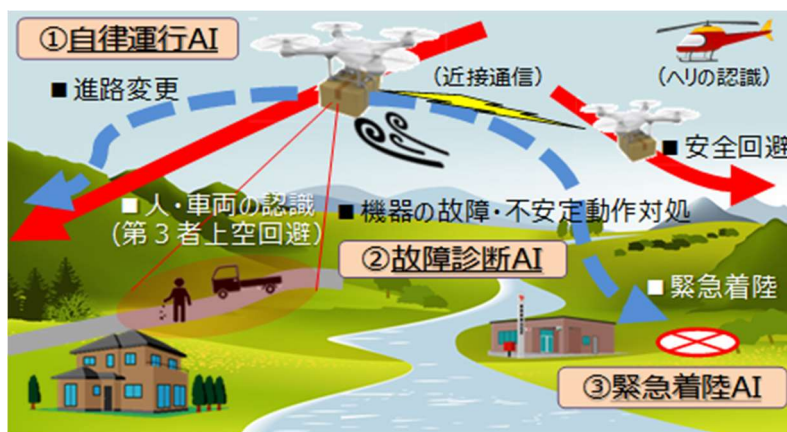 ①自律運行AI
■進路変更
(近接通信)
(ヘリの認識)
■安全回避
■人・車両の認識
(第３者上空回避)
■機器の故障・不安定動作対処
②故障診断AI
■緊急着陸
③緊急着陸AI